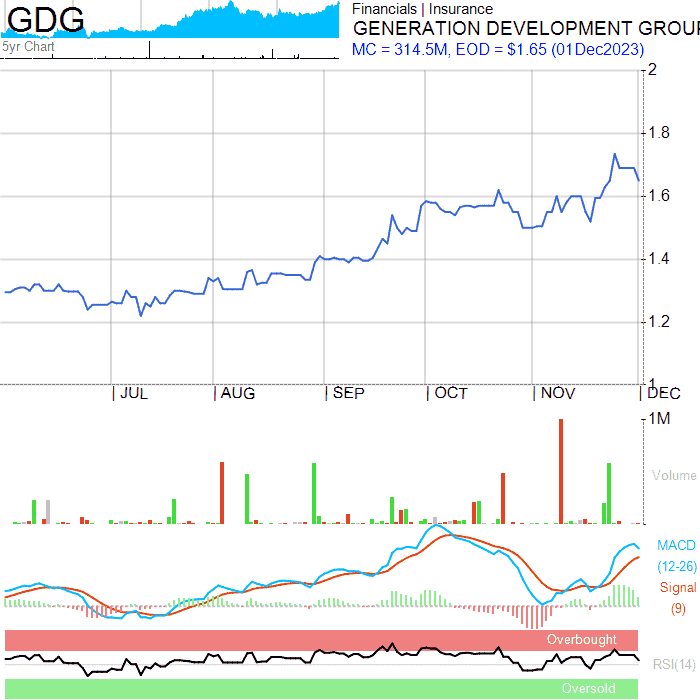 GDG
5yr Chart
Financials | Insurance
GENERATION DEVELOPMENT GROU
MC = 314.5M, EOD = $1.65 (01Dec2023)
2
1.8
1.6
1.4
1.2
1
JUL AUG SEP OCT NOV DEC
1M
Volume
MACD
(12-26)
Signal
(9)
Overbought
RSI(14)
Oversold